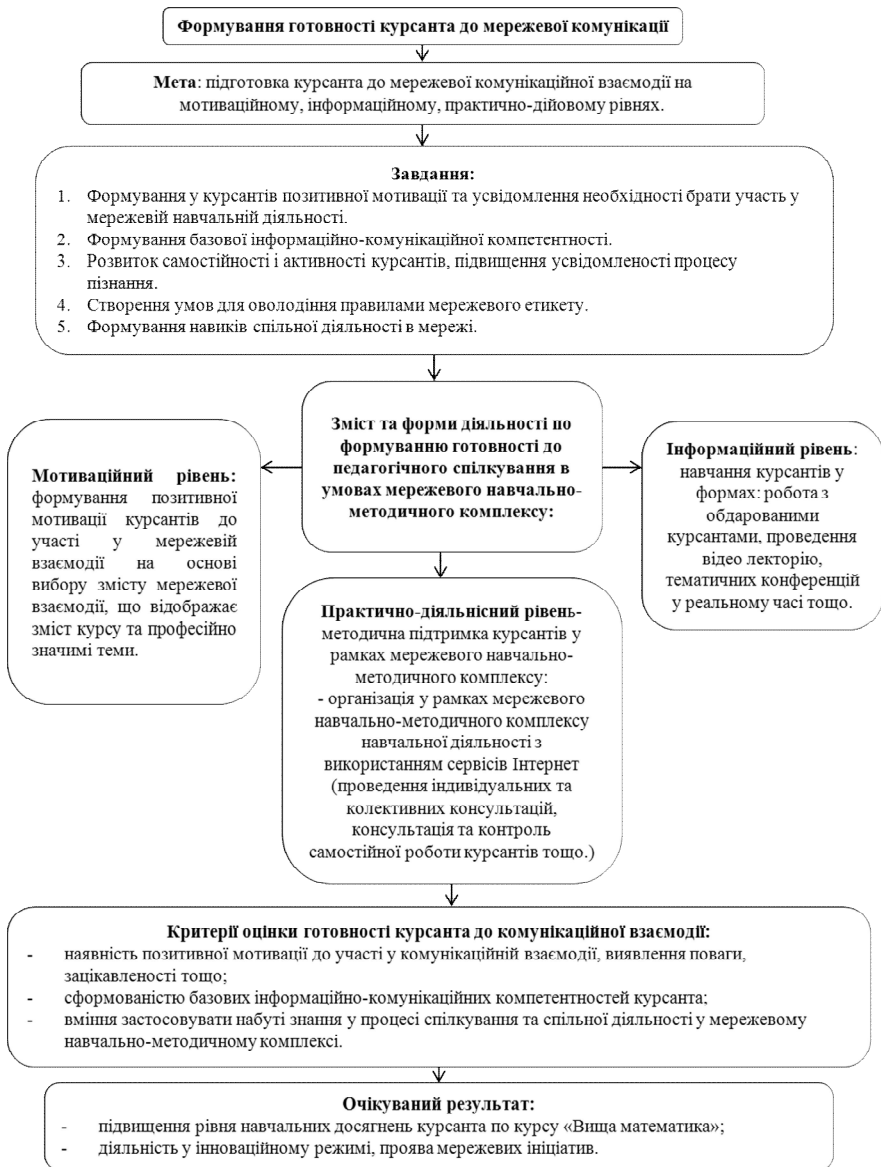 Формування готовності курсанта до мережевої комунікації
Мета: підготовка курсанта до мережевої комунікаційної взаємодії на
мотиваційному, інформаційному, практично-дійовому рівнях.
Завдання:
1. Формування у курсантів позитивної мотивації та усвідомлення необхідності брати участь у
мережевій навчальній діяльності.
2. Формування базової інформаційно-комунікаційної компетентності.
3. Розвиток самостійності і активності курсантів, підвищення усвідомленості процесу
пізнання.
4. Створення умов для оволодіння правилами мережевого етикету.
5. Формування навиків спільної діяльності в мережі.
Зміст та форми діяльності по
формуванню готовності до
педагогічного спілкування в
умовах мережевого навчально-
методичного комплексу:
Мотиваційний рівень:
формування позитивної
мотивації курсантів до
участі у мережевій
взаємодії на основі
вибору змісту мережевої
взаємодії, що відображає
зміст курсу та професійно
значимі теми.
Інформаційний рівень:
навчання курсантів у
формах: робота з
обдарованими
курсантами, проведення
відео лекторію,
тематичних конференцій
у реальному часі тощо.
Практично-діяльнісний рівень-
методична підтримка курсантів у
рамках мережевого навчально-
методичного комплексу:
- організація у рамках мережевого
навчально-методичного комплексу
навчальної діяльності з
використанням сервісів Інтернет
(проведення індивідуальних та
колективних консультацій,
консультація та контроль
самостійної роботи курсантів тощо.)
Критерії оцінки готовності курсанта до комунікаційної взаємодії:
- наявність позитивної мотивації до участі у комунікаційній взаємодії, виявлення поваги,
зацікавленості тощо;
- сформованістю базових інформаційно-комунікаційних компетентностей курсанта;
- вміння застосовувати набуті знання у процесі спілкування та спільної діяльності у мережевому
навчально-методичному комплексі.
Очікуваний результат:
- підвищення рівня навчальних досягнень курсанта по курсу «Вища математика»;
- діяльність у інноваційному режимі, проява мережевих ініціатив.